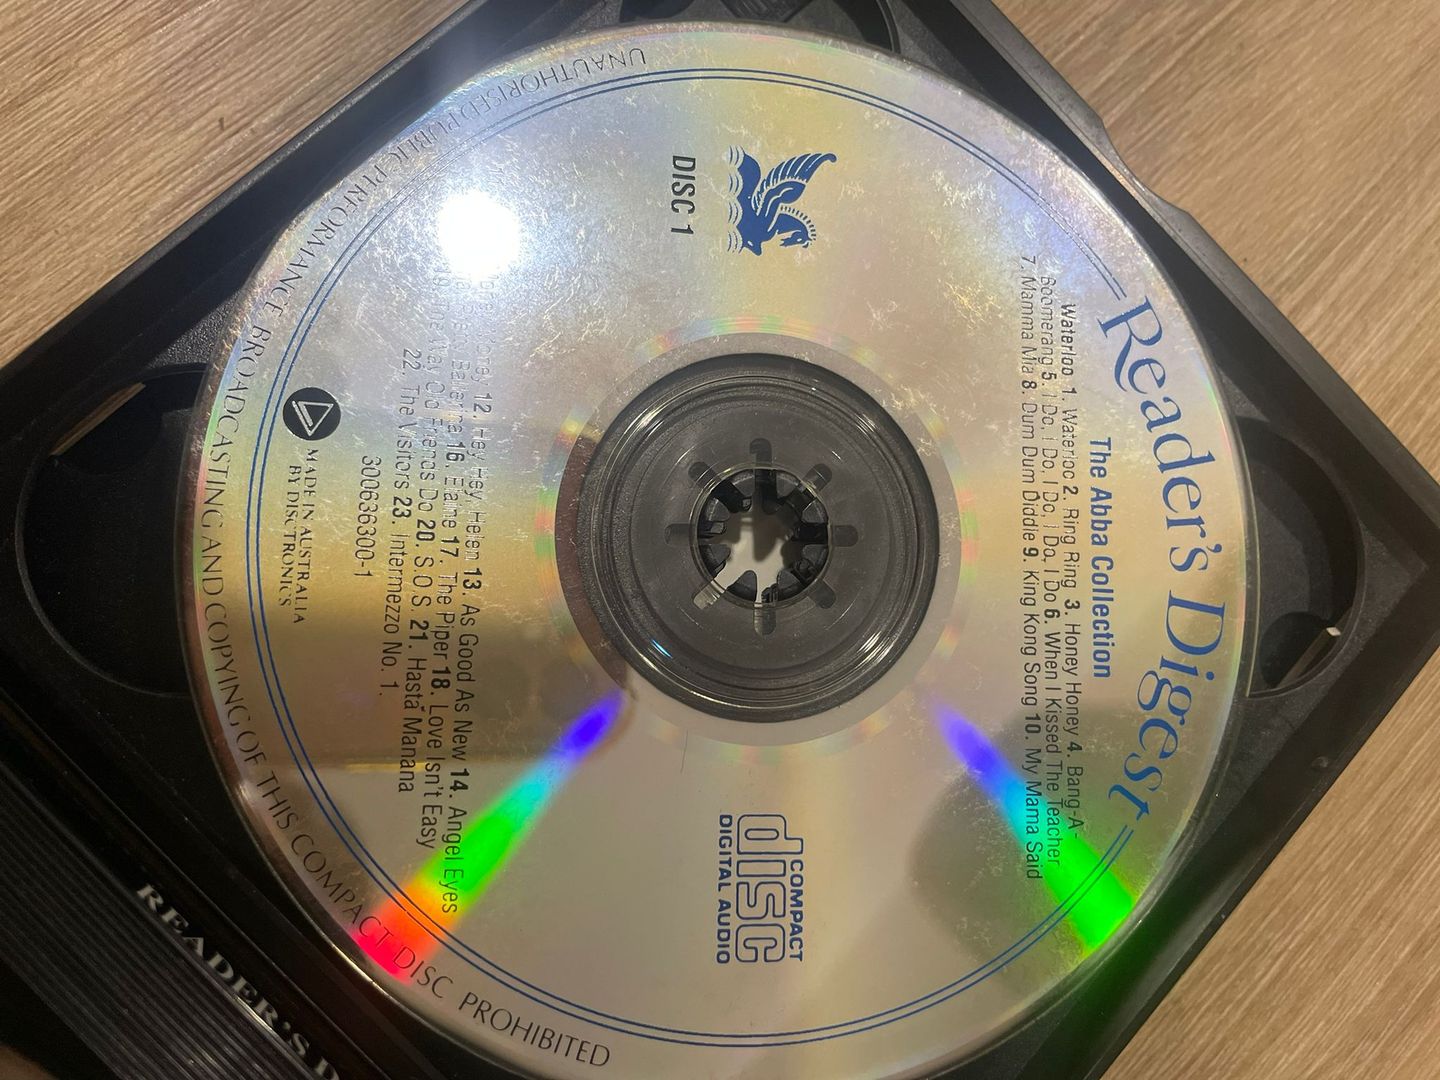 Reader's Digest
The Abba Collection
Waterloo 1. Waterloo 2. Ring Ring 3. Honey Honey 4. Bang-A-
Boomerang 5. I Do, I Do, I Do, I Do, I Do 6. When I Kissed The Teacher
7. Mamma Mia 8. Dum Dum Diddle 9. King Kong Song 10. My Mama Said
DISC 1
COMPACT
disc
DIGITAL AUDIO
Money, 12. Hey Hey, Helen 13. As Good As New 14. Angel Eyes
Ballerina 16. Elaine 17. The Piper 18. Love Isn't Easy
Way Old Friends Do 20. S.O.S. 21. Hasta Manana
22. The Visitors 23. Intermezzo No. 1.
300636300-1
MADE IN AUSTRALIA
BY DISCTRONICS
UNAUTHORISED PUBLIC PERFORMANCE BROADCASTING AND COPYING OF THIS COMPACT DISC PROHIBITED
READER'S D